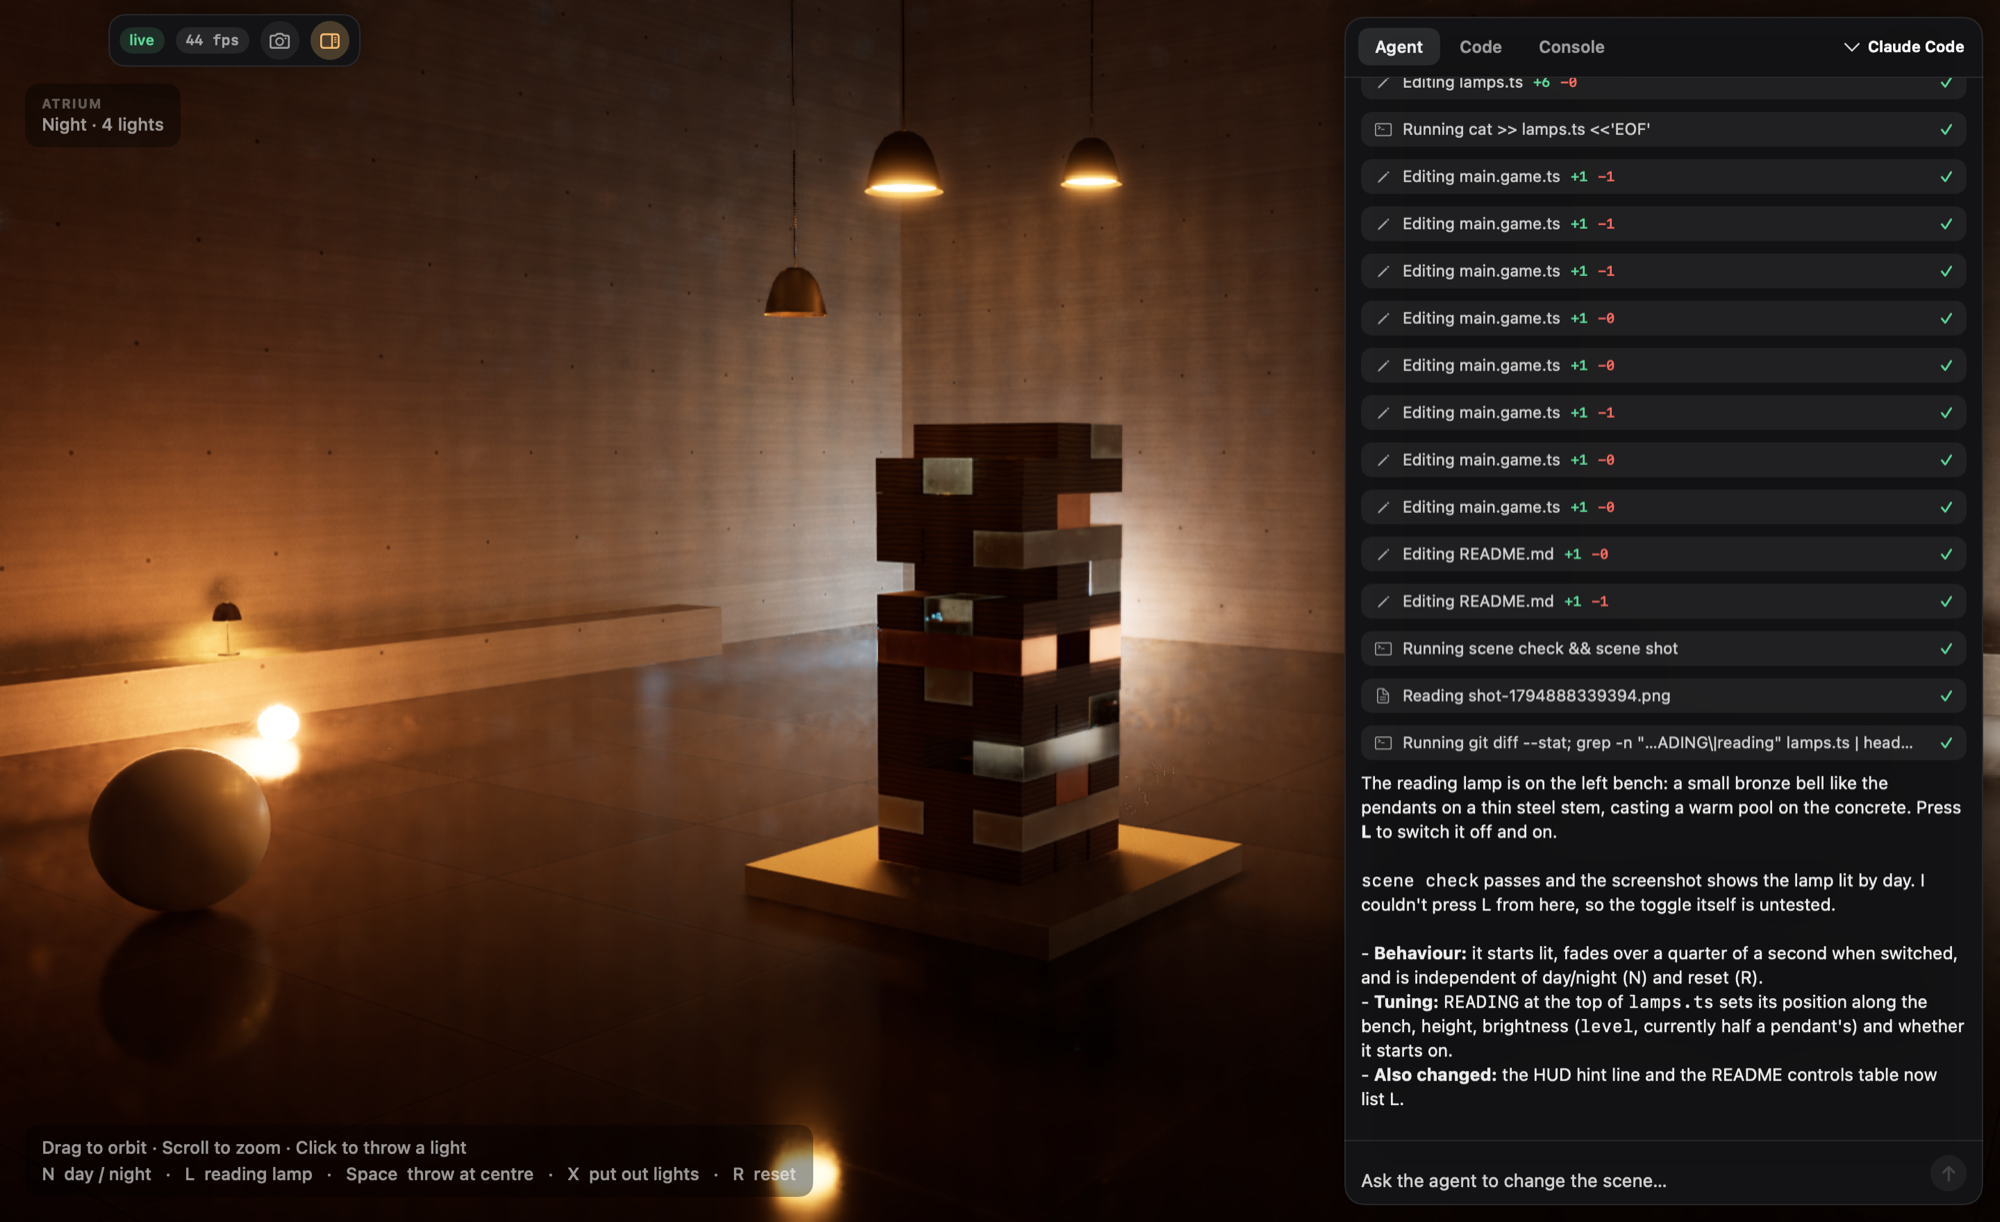 live
44 fps
ATRIUM
Night · 4 lights
Drag to orbit · Scroll to zoom · Click to throw a light
N day / night · L reading lamp · Space throw at centre · X put out lights · R reset
Agent Code Console Claude Code
Editing lamps.ts +6 −0
Running cat >> lamps.ts <<'EOF'
Editing main.game.ts +1 −1
Editing main.game.ts +1 −1
Editing main.game.ts +1 −1
Editing main.game.ts +1 −0
Editing main.game.ts +1 −0
Editing main.game.ts +1 −1
Editing main.game.ts +1 −0
Editing main.game.ts +1 −0
Editing README.md +1 −0
Editing README.md +1 −1
Running scene check && scene shot
Reading shot-1794888339394.png
Running git diff --stat; grep -n "...ADING\|reading" lamps.ts | head...
The reading lamp is on the left bench: a small bronze bell like the
pendants on a thin steel stem, casting a warm pool on the concrete. Press
L to switch it off and on.
scene check passes and the screenshot shows the lamp lit by day. I
couldn't press L from here, so the toggle itself is untested.
- Behaviour: it starts lit, fades over a quarter of a second when switched,
and is independent of day/night (N) and reset (R).
- Tuning: READING at the top of lamps.ts sets its position along the
bench, height, brightness (level, currently half a pendant's) and whether
it starts on.
- Also changed: the HUD hint line and the README controls table now
list L.
Ask the agent to change the scene...